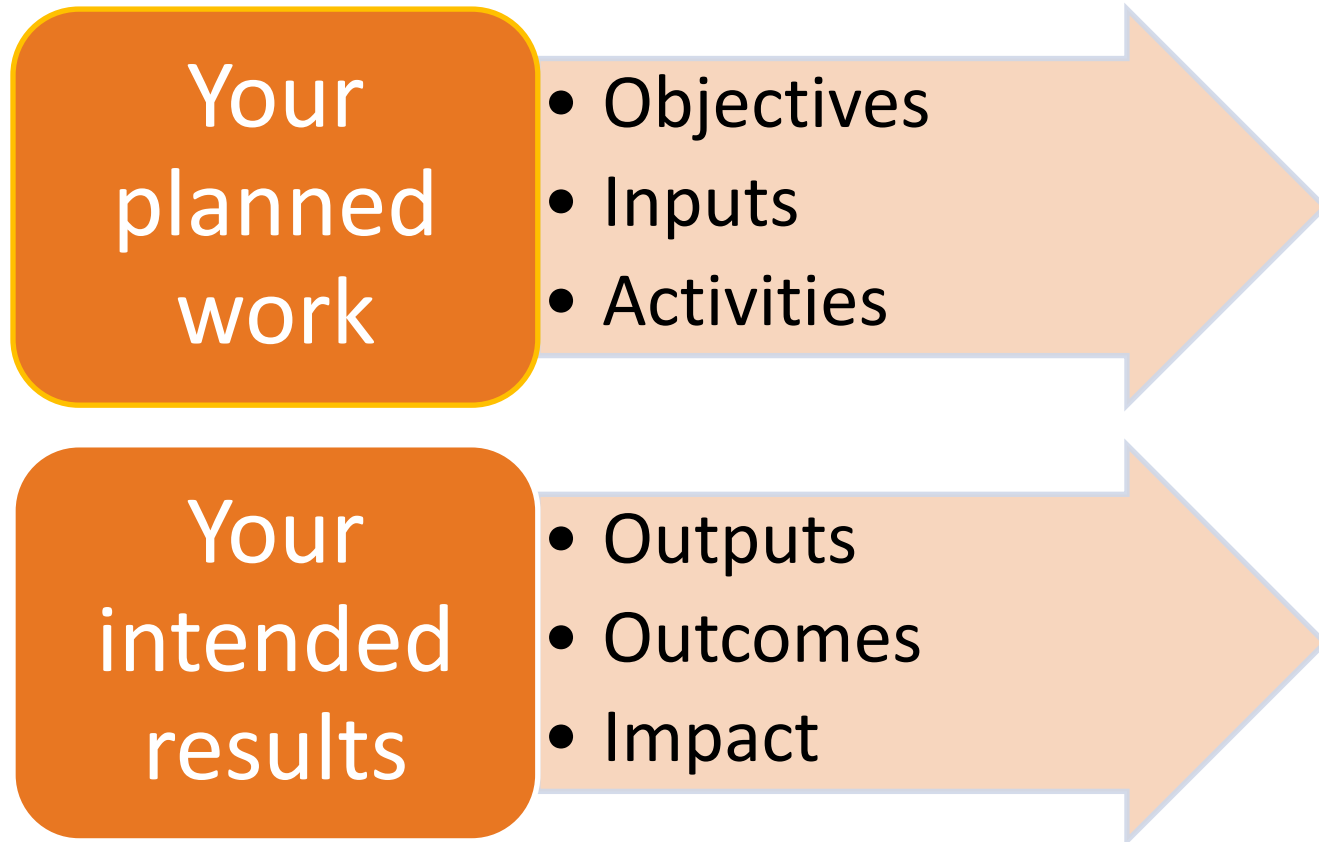 Your
planned
work
• Objectives
• Inputs
• Activities
Your
intended
results
• Outputs
• Outcomes
• Impact